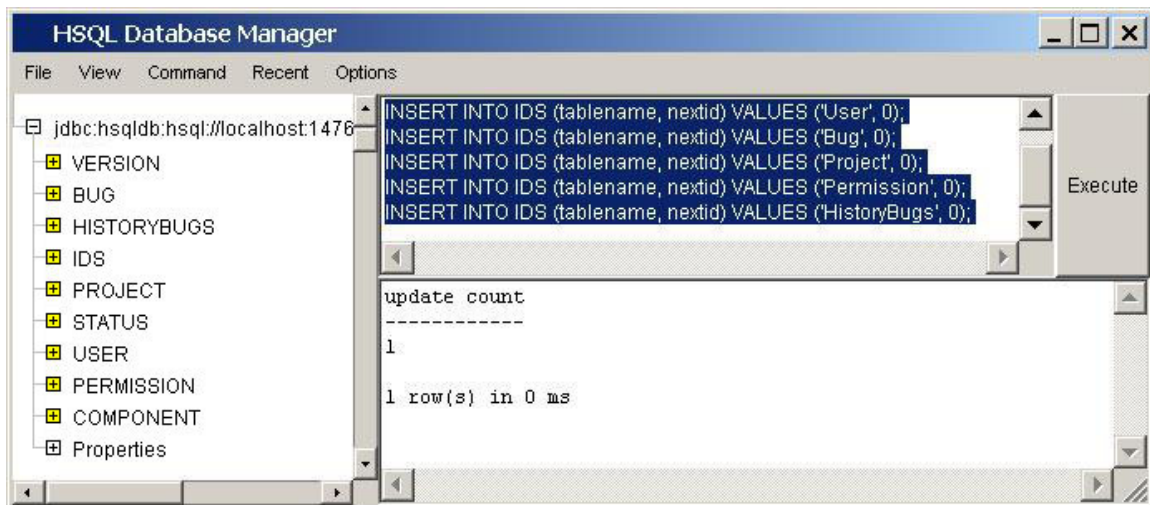 HSQL Database Manager
File View Command Recent Options
jdbc:hsqldb:hsql://localhost:1476
VERSION
BUG
HISTORYBUGS
IDS
PROJECT
STATUS
USER
PERMISSION
COMPONENT
Properties
INSERT INTO IDS (tablename, nextid) VALUES ('User', 0);
INSERT INTO IDS (tablename, nextid) VALUES ('Bug', 0);
INSERT INTO IDS (tablename, nextid) VALUES ('Project', 0);
INSERT INTO IDS (tablename, nextid) VALUES ('Permission', 0);
INSERT INTO IDS (tablename, nextid) VALUES ('HistoryBugs', 0);
Execute
update count
------------
1
1 row(s) in 0 ms